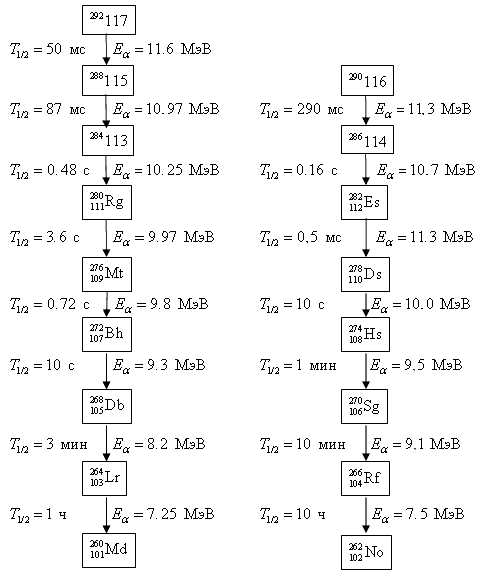 ²⁹²117
T₁/₂ = 50 мс Eα = 11.6 МэВ
²⁸⁸115
T₁/₂ = 87 мс Eα = 10.97 МэВ
²⁸⁴113
T₁/₂ = 0.48 с Eα = 10.25 МэВ
²⁸⁰₁₁₁Rg
T₁/₂ = 3.6 с Eα = 9.97 МэВ
²⁷⁶₁₀₉Mt
T₁/₂ = 0.72 с Eα = 9.8 МэВ
²⁷²₁₀₇Bh
T₁/₂ = 10 с Eα = 9.3 МэВ
²⁶⁸₁₀₅Db
T₁/₂ = 3 мин Eα = 8.2 МэВ
²⁶⁴₁₀₃Lr
T₁/₂ = 1 ч Eα = 7.25 МэВ
²⁶⁰₁₀₁Md
²⁹⁰116
T₁/₂ = 290 мс Eα = 11.3 МэВ
²⁸⁶114
T₁/₂ = 0.16 с Eα = 10.7 МэВ
²⁸²₁₁₂Es
T₁/₂ = 0.5 мс Eα = 11.3 МэВ
²⁷⁸₁₁₀Ds
T₁/₂ = 10 с Eα = 10.0 МэВ
²⁷⁴₁₀₈Hs
T₁/₂ = 1 мин Eα = 9.5 МэВ
²⁷⁰₁₀₆Sg
T₁/₂ = 10 мин Eα = 9.1 МэВ
²⁶⁶₁₀₄Rf
T₁/₂ = 10 ч Eα = 7.5 МэВ
²⁶²₁₀₂No